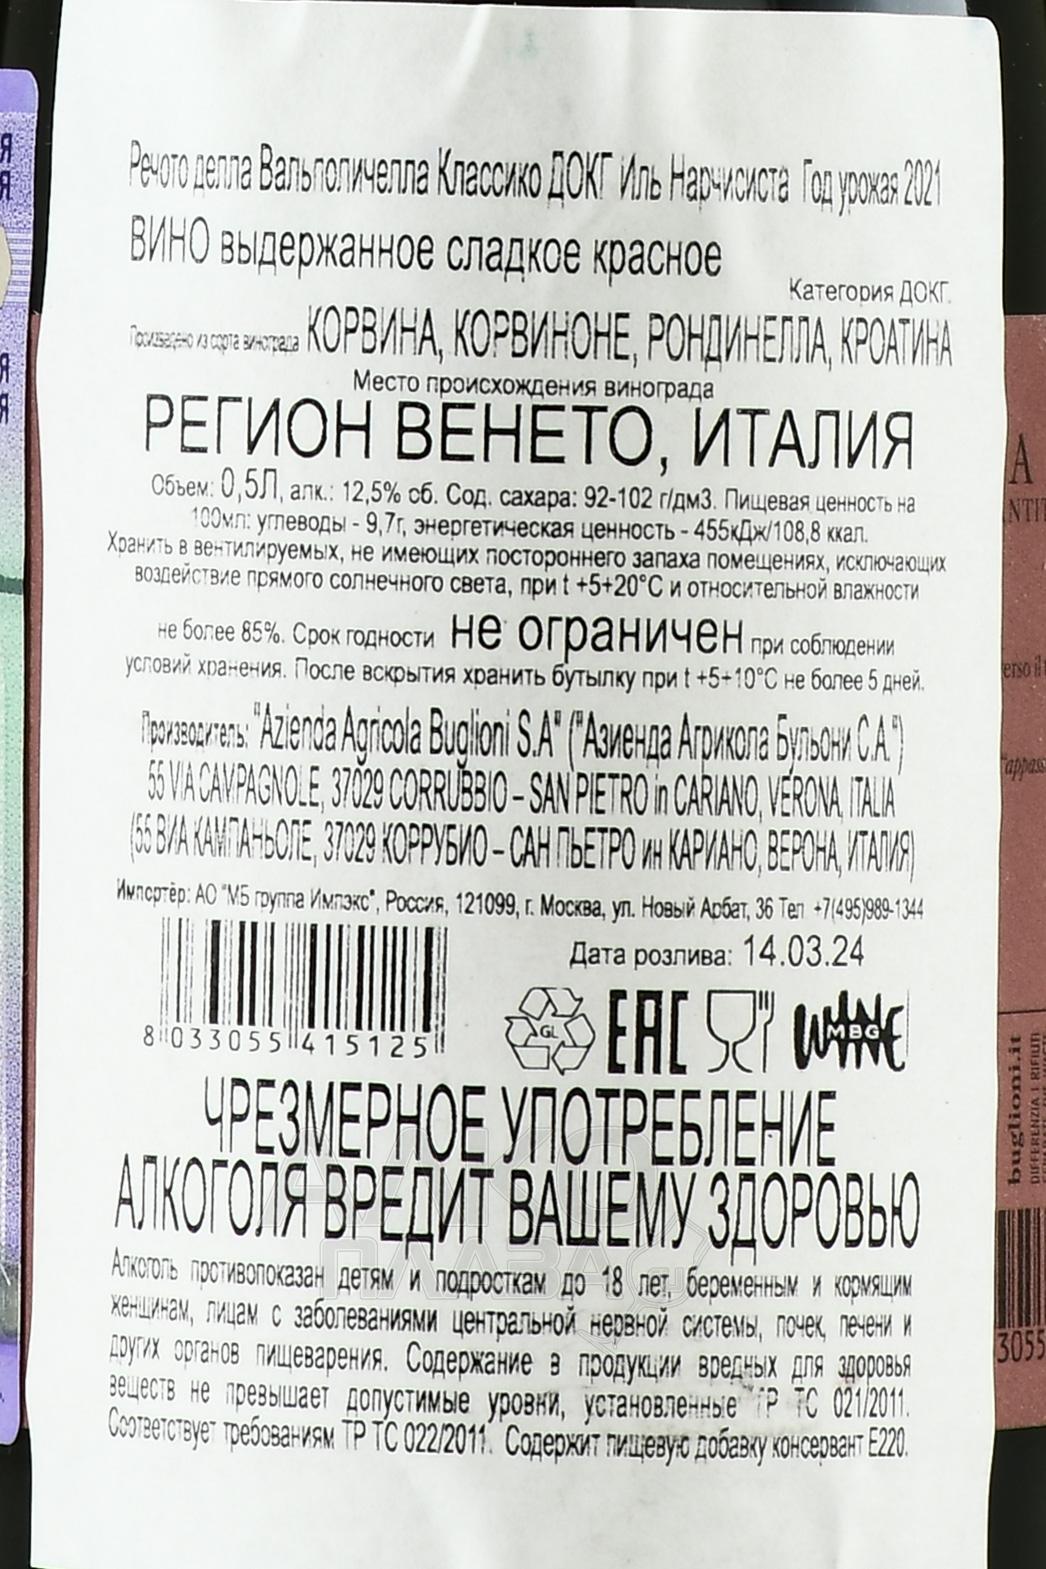 Речото делла Вальполичелла Классико ДОКГ Иль Нарчисиста Год урожая 2021
ВИНО выдержанное сладкое красное
Категория ДОКГ.
Произведено из сорта винограда КОРВИНА, КОРВИНОНЕ, РОНДИНЕЛЛА, КРОАТИНА
Место происхождения винограда
РЕГИОН ВЕНЕТО, ИТАЛИЯ
Объем: 0,5Л, алк.: 12,5% об. Сод. сахара: 92-102 г/дм3. Пищевая ценность на
100мл: углеводы - 9,7г, энергетическая ценность - 455кДж/108,8 ккал.
Хранить в вентилируемых, не имеющих постороннего запаха помещениях, исключающих
воздействие прямого солнечного света, при t +5+20°C и относительной влажности
не более 85%. Срок годности не ограничен при соблюдении
условий хранения. После вскрытия хранить бутылку при t +5+10°C не более 5 дней.
Производитель: "Azienda Agricola Buglioni S.A" ("Азиенда Агрикола Бульони С.А.")
55 VIA CAMPAGNOLE, 37029 CORRUBBIO – SAN PIETRO in CARIANO, VERONA, ITALIA
(55 ВИА КАМПАНЬОЛЕ, 37029 КОРРУБИО – САН ПЬЕТРО ин КАРИАНО, ВЕРОНА, ИТАЛИЯ)
Импортёр: АО "МБ группа Импэкс", Россия, 121099, г. Москва, ул. Новый Арбат, 36 Тел +7(495)989-1344
Дата розлива: 14.03.24
8 033055 415125
GL EAC WINE MBG
ЧРЕЗМЕРНОЕ УПОТРЕБЛЕНИЕ
АЛКОГОЛЯ ВРЕДИТ ВАШЕМУ ЗДОРОВЬЮ
Алкоголь противопоказан детям и подросткам до 18 лет, беременным и кормящим
женщинам, лицам с заболеваниями центральной нервной системы, почек, печени и
других органов пищеварения. Содержание в продукции вредных для здоровья
веществ не превышает допустимые уровни, установленные ТР ТС 021/2011.
Соответствует требованиям ТР ТС 022/2011. Содержит пищевую добавку консервант Е220.
buglioni.it
DIFFERENZIA I RIFIUTI
3055